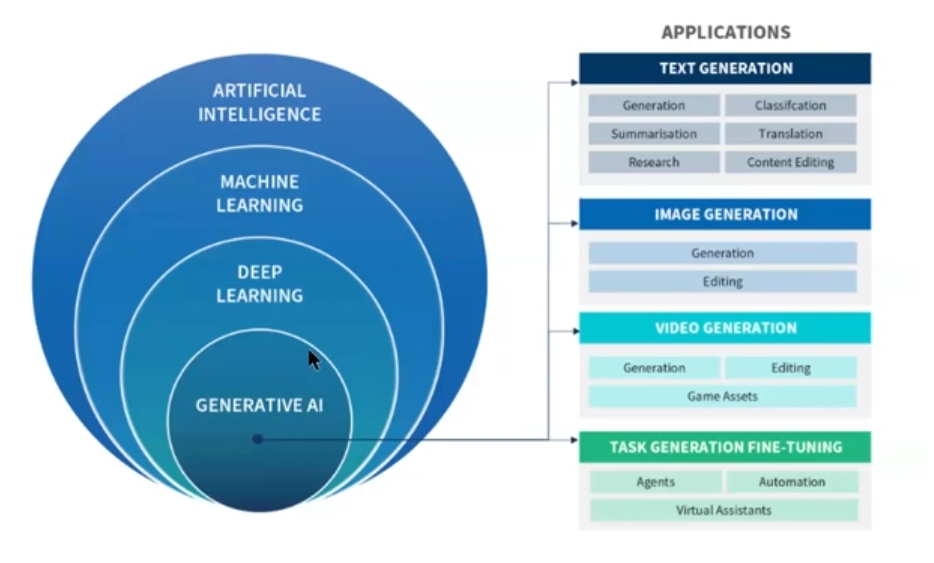 ARTIFICIAL
INTELLIGENCE
MACHINE
LEARNING
DEEP
LEARNING
GENERATIVE AI
APPLICATIONS
TEXT GENERATION
Generation
Classifcation
Summarisation
Translation
Research
Content Editing
IMAGE GENERATION
Generation
Editing
VIDEO GENERATION
Generation
Editing
Game Assets
TASK GENERATION FINE-TUNING
Agents
Automation
Virtual Assistants